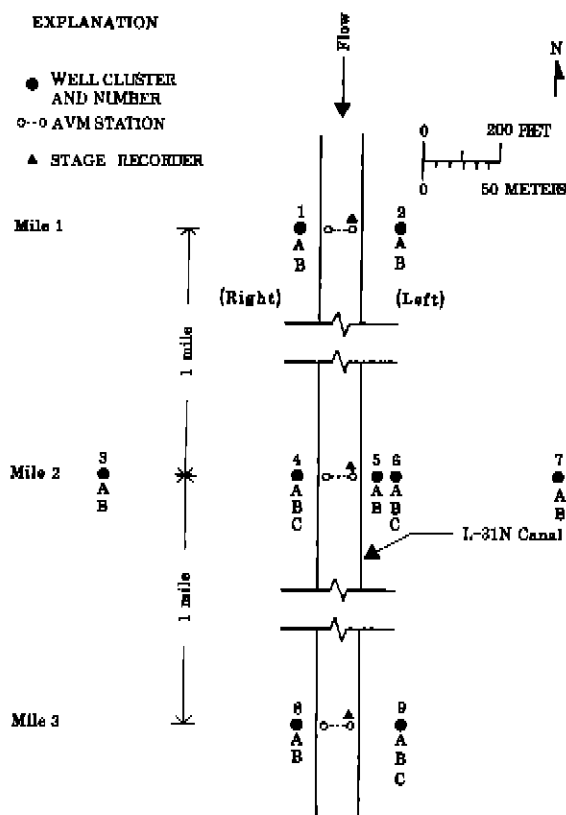 EXPLANATION
WELL CLUSTER
AND NUMBER
AVM STATION
STAGE RECORDER
Flow
N
0 200 FEET
0 50 METERS
Mile 1
1
A
B
2
A
B
(Right)
(Left)
1 mile
Mile 2
3
A
B
4
A
B
C
5
A
B
6
A
B
C
7
A
B
L-31N Canal
1 mile
Mile 3
8
A
B
9
A
B
C